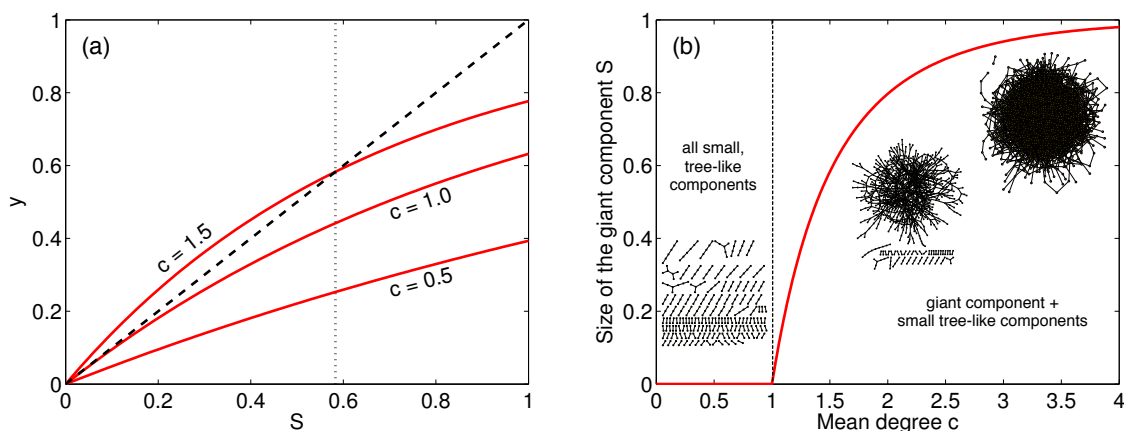 (a)
1
0.8
0.6
0.4
0.2
0
y
c = 1.5
c = 1.0
c = 0.5
0
0.2
0.4
0.6
0.8
1
S
(b)
1
0.8
0.6
0.4
0.2
0
Size of the giant component S
all small,
tree-like
components
giant component +
small tree-like components
0
0.5
1
1.5
2
2.5
3
3.5
4
Mean degree c